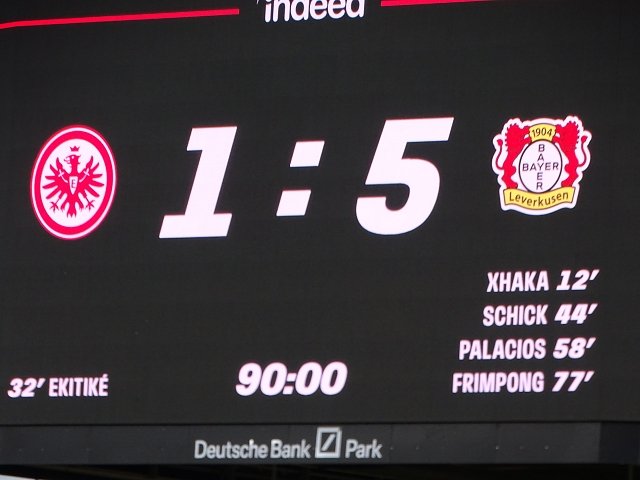 indeed
1:5
1904
BAYER
BAYER
Leverkusen
XHAKA 12'
SCHICK 44'
PALACIOS 58'
FRIMPONG 77'
32' EKITIKÉ
90:00
Deutsche Bank Park